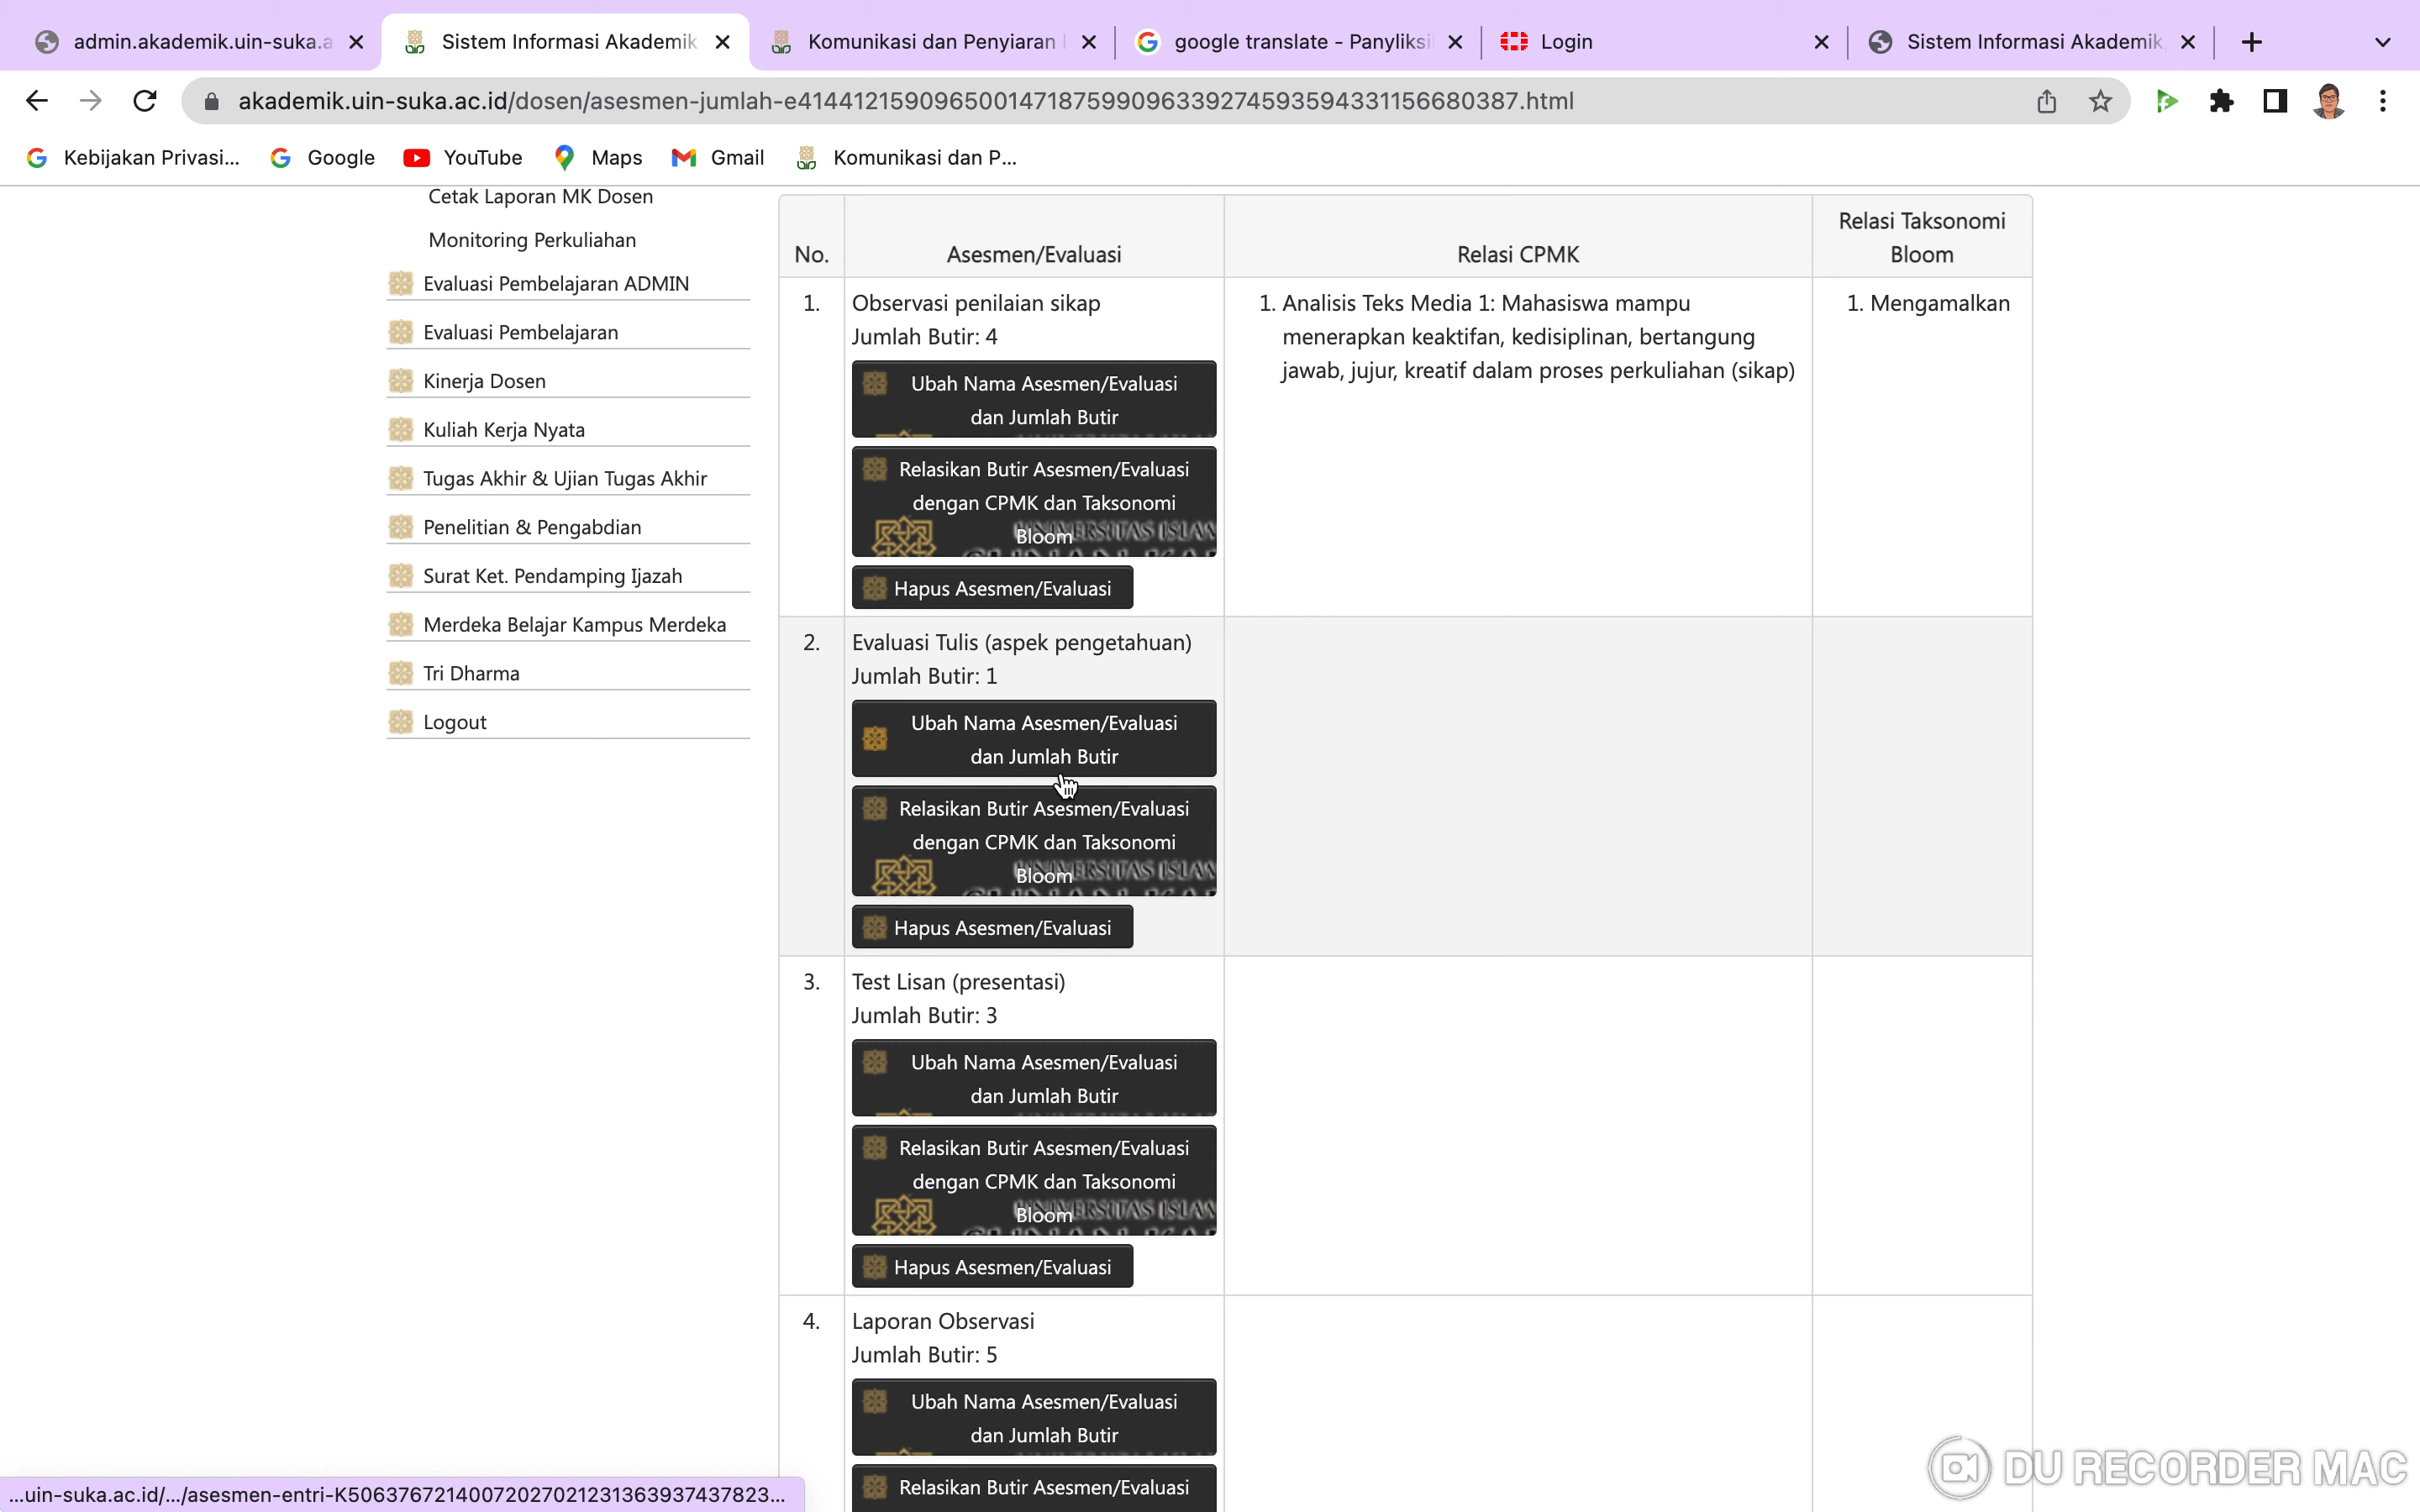 admin.akademik.uin-suka.a
Sistem Informasi Akademik
Komunikasi dan Penyiaran
google translate - Panyliksi
Login
Sistem Informasi Akademik
akademik.uin-suka.ac.id/dosen/asesmen-jumlah-e4144121590965001471875990963392745935943311566803​87.html
Kebijakan Privasi...
Google
YouTube
Maps
Gmail
Komunikasi dan P...
Cetak Laporan MK Dosen
Monitoring Perkuliahan
Evaluasi Pembelajaran ADMIN
Evaluasi Pembelajaran
Kinerja Dosen
Kuliah Kerja Nyata
Tugas Akhir & Ujian Tugas Akhir
Penelitian & Pengabdian
Surat Ket. Pendamping Ijazah
Merdeka Belajar Kampus Merdeka
Tri Dharma
Logout
No.
Asesmen/Evaluasi
Relasi CPMK
Relasi Taksonomi
Bloom
1.
Observasi penilaian sikap
Jumlah Butir: 4
Ubah Nama Asesmen/Evaluasi
dan Jumlah Butir
Relasikan Butir Asesmen/Evaluasi
dengan CPMK dan Taksonomi
Bloom
Hapus Asesmen/Evaluasi
1. Analisis Teks Media 1: Mahasiswa mampu
menerapkan keaktifan, kedisiplinan, bertangung
jawab, jujur, kreatif dalam proses perkuliahan (sikap)
1. Mengamalkan
2.
Evaluasi Tulis (aspek pengetahuan)
Jumlah Butir: 1
Ubah Nama Asesmen/Evaluasi
dan Jumlah Butir
Relasikan Butir Asesmen/Evaluasi
dengan CPMK dan Taksonomi
Bloom
Hapus Asesmen/Evaluasi
3.
Test Lisan (presentasi)
Jumlah Butir: 3
Ubah Nama Asesmen/Evaluasi
dan Jumlah Butir
Relasikan Butir Asesmen/Evaluasi
dengan CPMK dan Taksonomi
Bloom
Hapus Asesmen/Evaluasi
4.
Laporan Observasi
Jumlah Butir: 5
Ubah Nama Asesmen/Evaluasi
dan Jumlah Butir
Relasikan Butir Asesmen/Evaluasi
...uin-suka.ac.id/.../asesmen-entri-K506376721400720270212313639374378​23...
DU RECORDER MAC